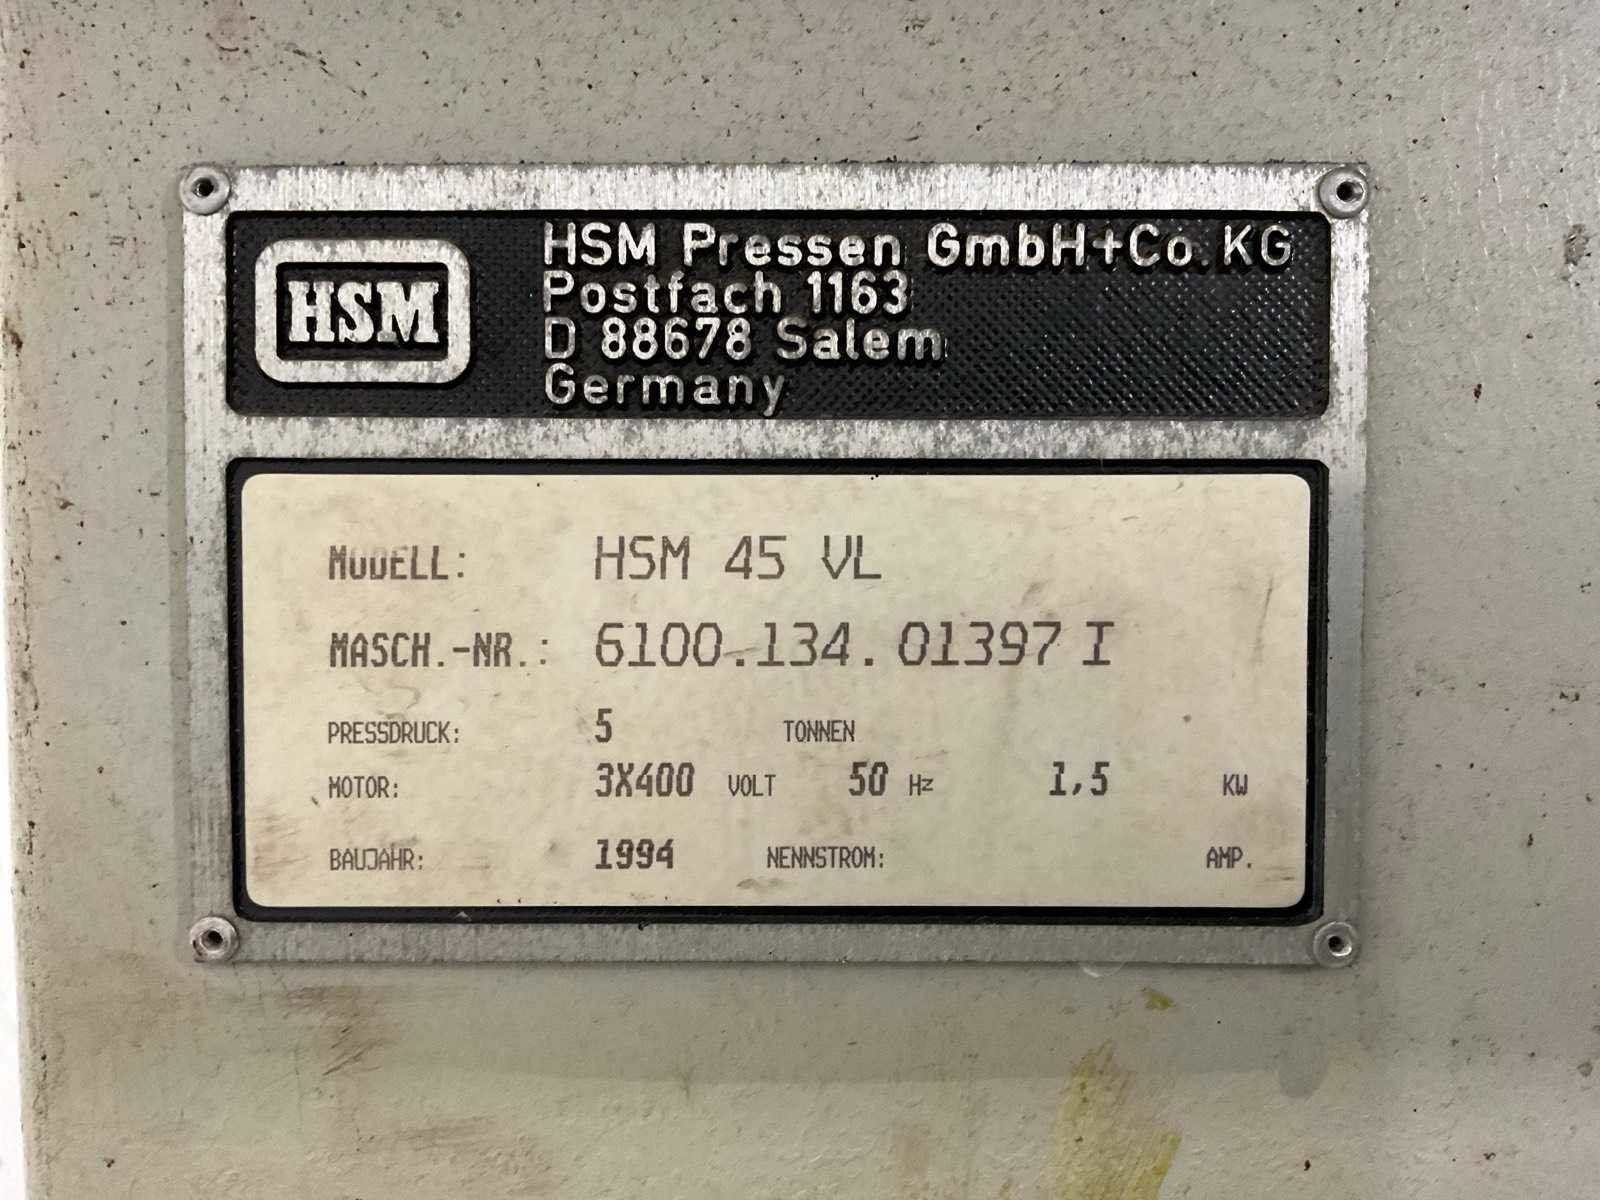 HSM
HSM Pressen GmbH+Co.KG
Postfach 1163
D 88678 Salem
Germany
MODELL: HSM 45 VL
MASCH.-NR.: 6100.134.01397 I
PRESSDRUCK: 5 TONNEN
MOTOR: 3X400 VOLT 50 Hz 1,5 KW
BAUJAHR: 1994 NENNSTROM: AMP.